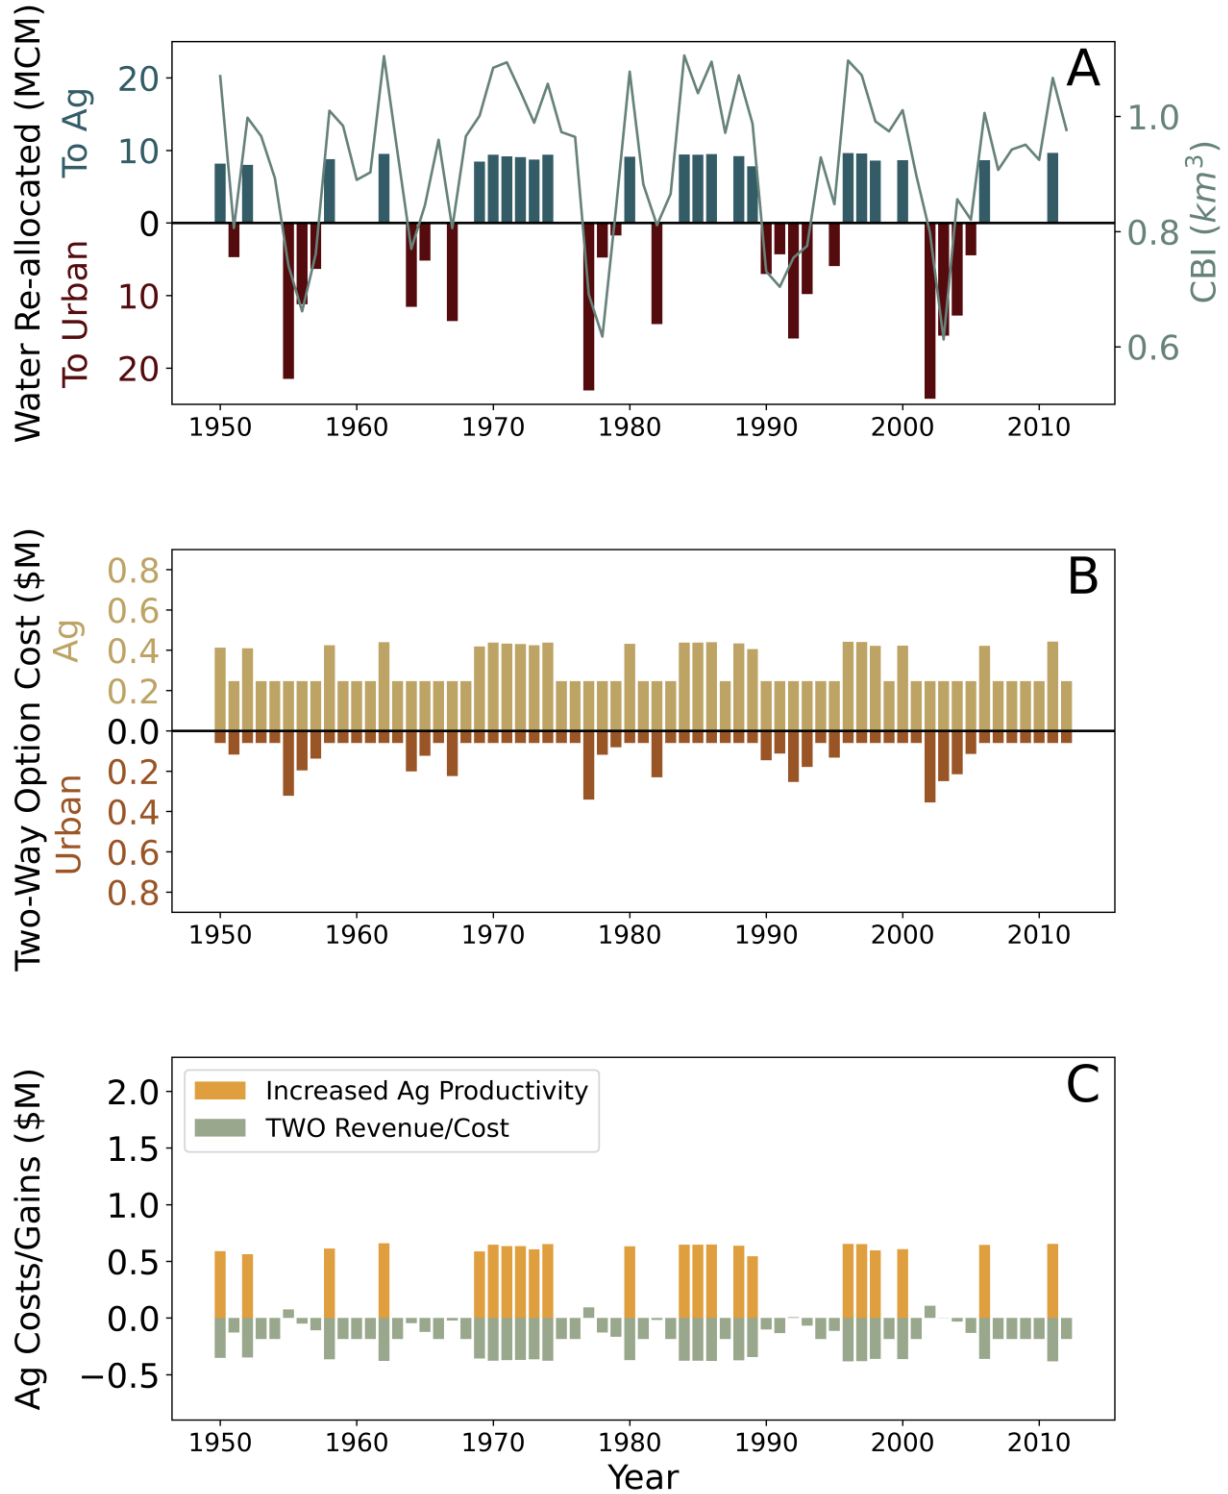 Water Re-allocated (MCM)
To Ag
To Urban
20
10
0
10
20
A
1.0
0.8
0.6
CBI (km³)
1950 1960 1970 1980 1990 2000 2010
Two-Way Option Cost ($M)
Ag
Urban
0.8
0.6
0.4
0.2
0.0
0.2
0.4
0.6
0.8
B
1950 1960 1970 1980 1990 2000 2010
Ag Costs/Gains ($M)
2.0
1.5
1.0
0.5
0.0
−0.5
Increased Ag Productivity
TWO Revenue/Cost
C
1950 1960 1970 1980 1990 2000 2010
Year